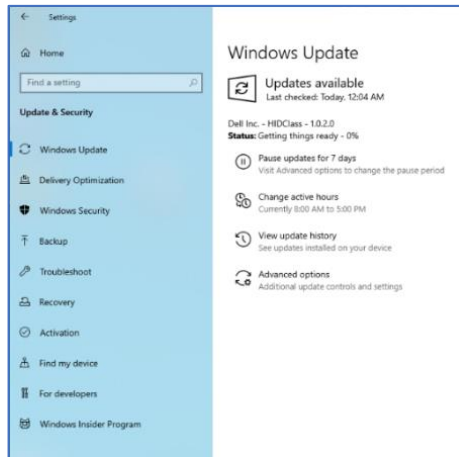 Settings
Home
Find a setting
Update & Security
Windows Update
Delivery Optimization
Windows Security
Backup
Troubleshoot
Recovery
Activation
Find my device
For developers
Windows Insider Program
Windows Update
Updates available
Last checked: Today, 12:04 AM
Dell Inc. - HIDClass - 1.0.2.0
Status: Getting things ready - 0%
Pause updates for 7 days
Visit Advanced options to change the pause period
Change active hours
Currently 8:00 AM to 5:00 PM
View update history
See updates installed on your device
Advanced options
Additional update controls and settings